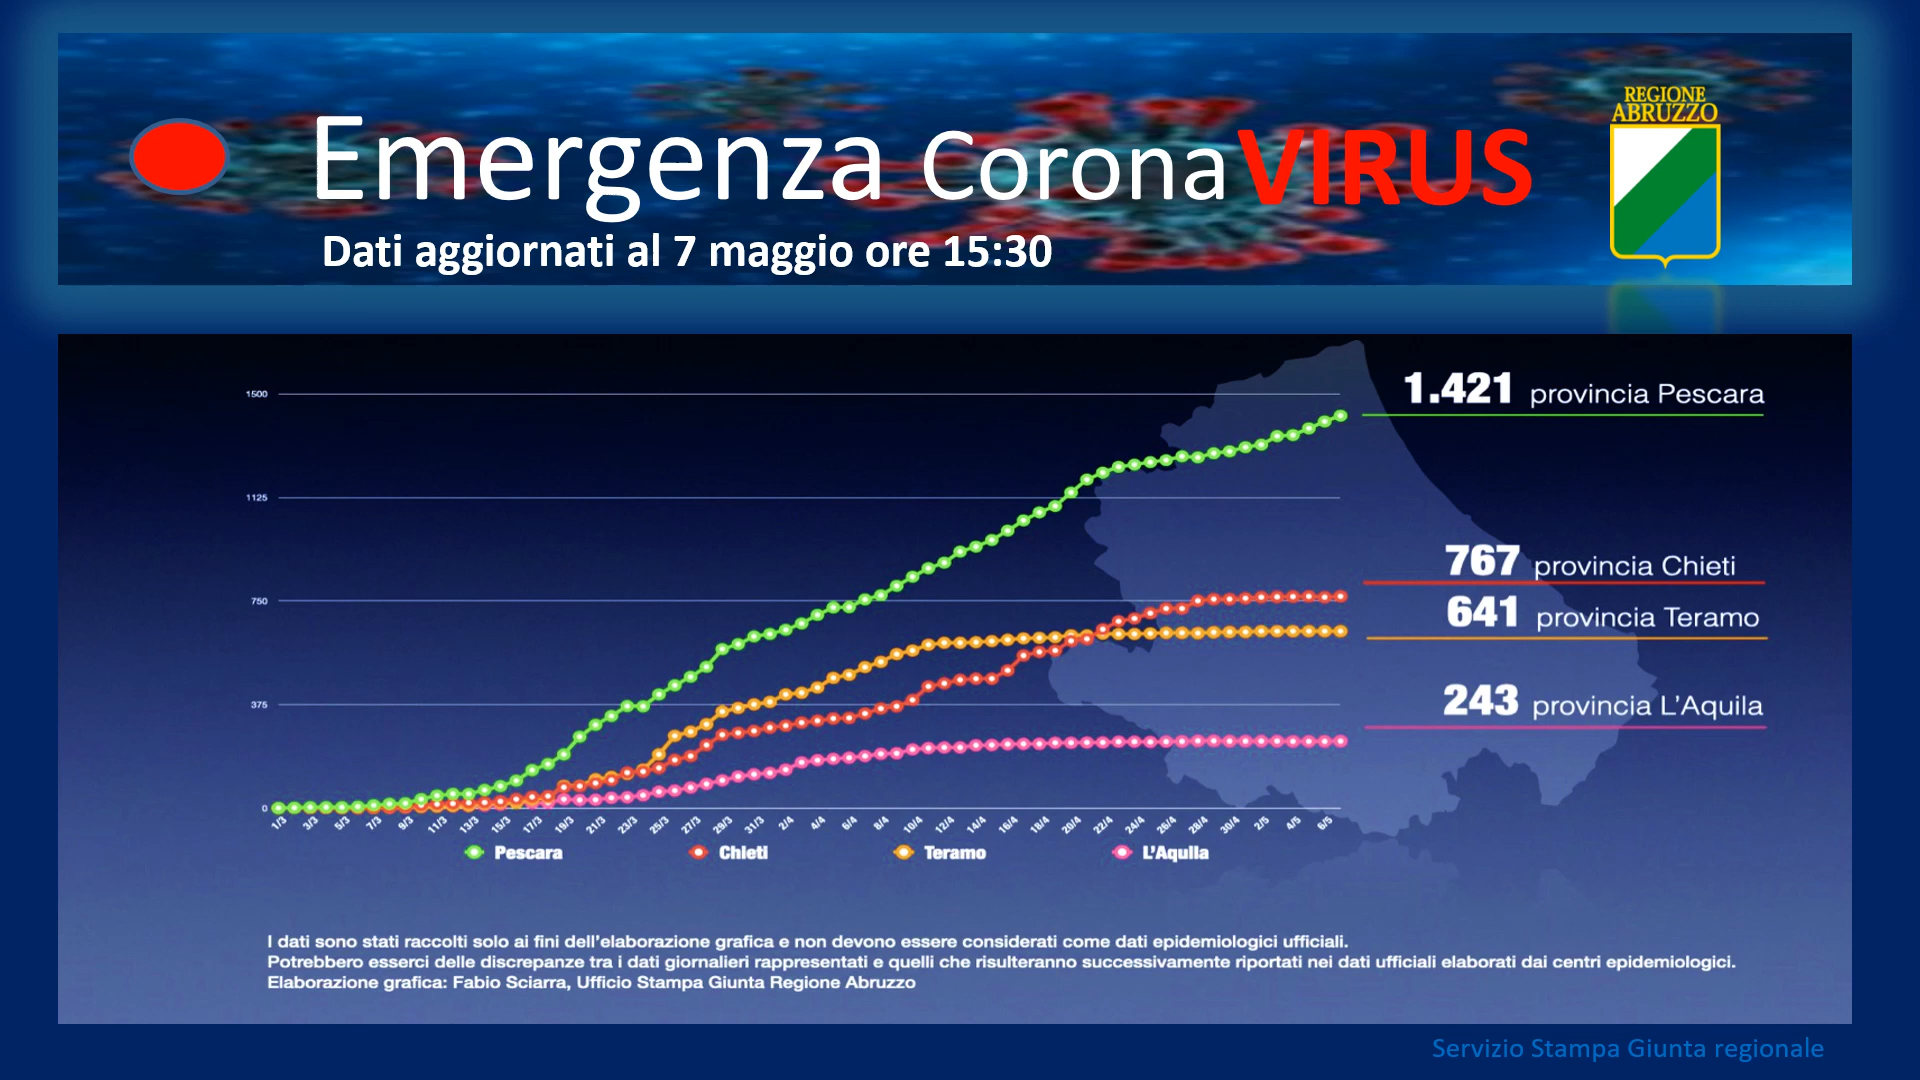 REGIONE
ABRUZZO
Emergenza CoronaVIRUS
Dati aggiornati al 7 maggio ore 15:30
1.421 provincia Pescara
767 provincia Chieti
641 provincia Teramo
243 provincia L'Aquila
1500
1125
750
375
0
1/3 3/3 5/3 7/3 9/3 11/3 13/3 15/3 17/3 19/3 21/3 23/3 25/3 27/3 29/3 31/3 2/4 4/4 6/4 8/4 10/4 12/4 14/4 16/4 18/4 20/4 22/4 24/4 26/4 28/4 30/4 2/5 4/5 6/5
Pescara Chieti Teramo L'Aquila
I dati sono stati raccolti solo ai fini dell'elaborazione grafica e non devono essere considerati come dati epidemiologici ufficiali.
Potrebbero esserci delle discrepanze tra i dati giornalieri rappresentati e quelli che risulteranno successivamente riportati nei dati ufficiali elaborati dai centri epidemiologici.
Elaborazione grafica: Fabio Sciarra, Ufficio Stampa Giunta Regione Abruzzo
Servizio Stampa Giunta regionale